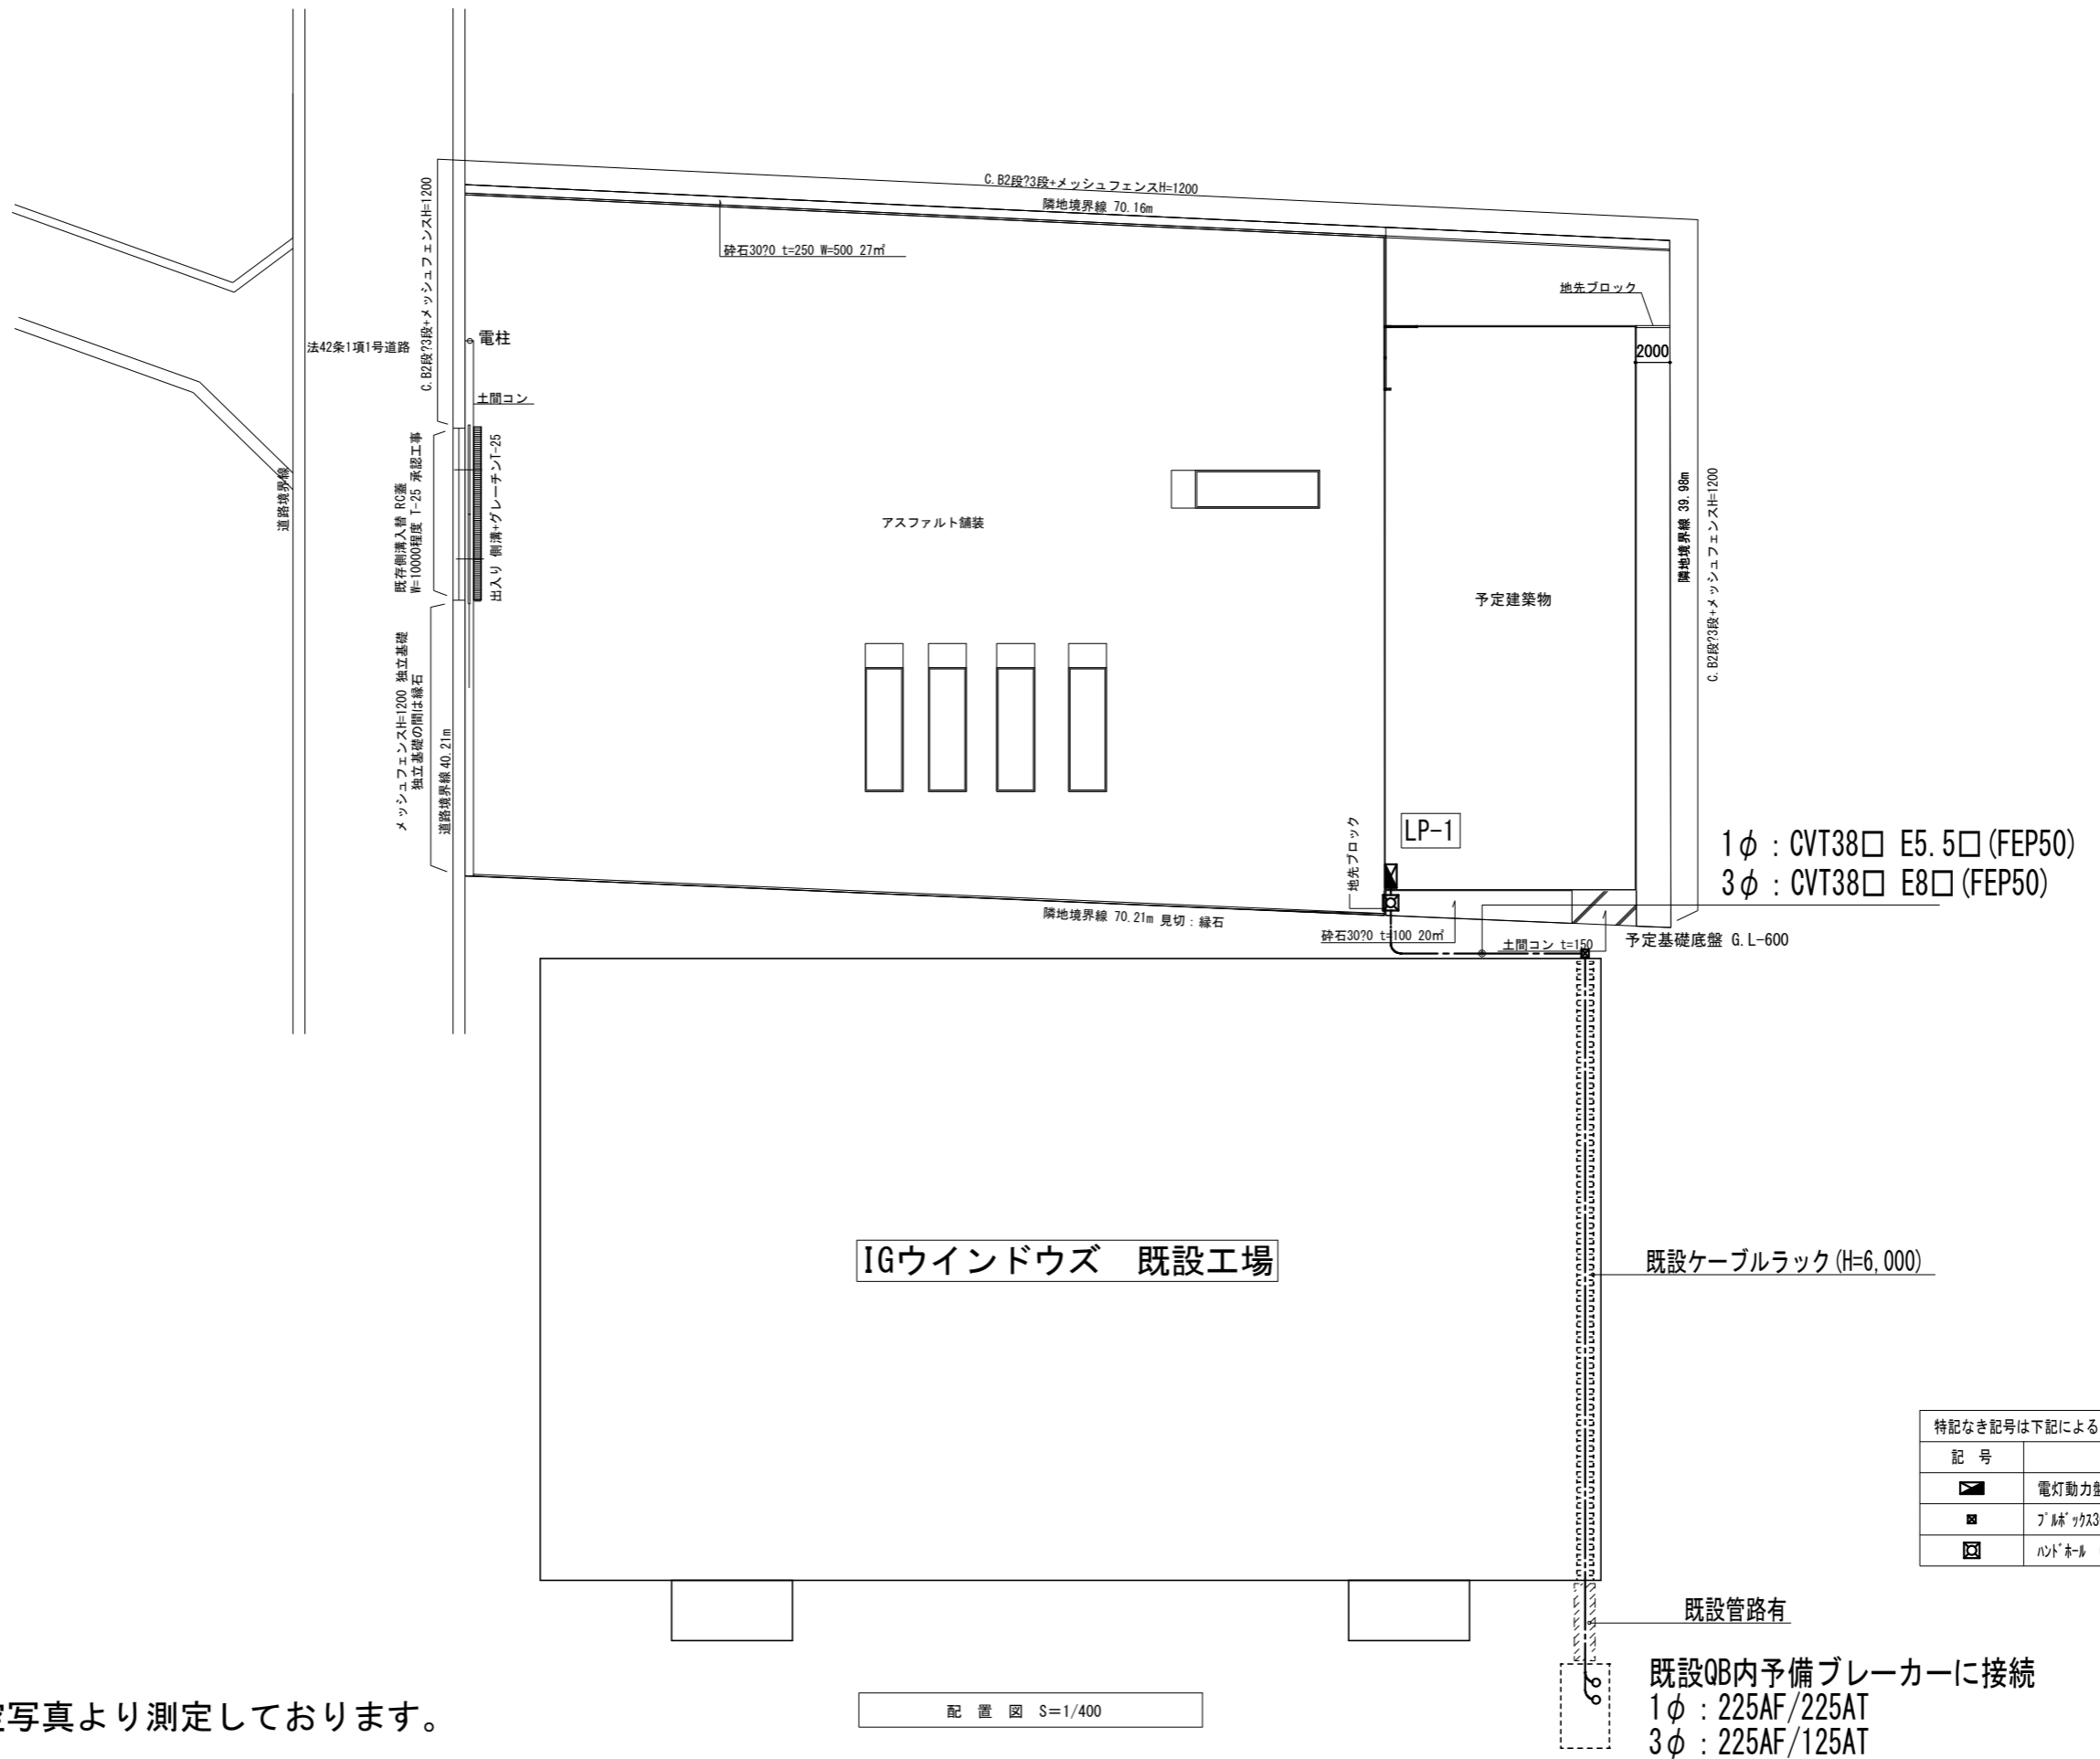 C.B2段?3段+メッシュフェンスH=1200
隣地境界線 70.16m
C.B2段?3段+メッシュフェンスH=1200
砕石30?0 t=250 W=500 27㎡
地先ブロック
電柱
法42条1項1号道路
2000
土間コン
道路境界線
既存側溝入替 RC蓋
W=10000程度 T-25 承認工事
出入り 側溝+グレーチンT-25
アスファルト舗装
隣地境界線 39.98m
C.B2段?3段+メッシュフェンスH=1200
予定建築物
メッシュフェンスH=1200 独立基礎
独立基礎の間は縁石
道路境界線 40.21m
LP-1
地先ブロック
1φ：CVT38□ E5.5□(FEP50)
3φ：CVT38□ E8□(FEP50)
隣地境界線 70.21m 見切：縁石
砕石30?0 t=100 20㎡
土間コン t=150
予定基礎底盤 G.L-600
IGウインドウズ 既設工場
既設ケーブルラック(H=6,000)
特記なき記号は下記による
記 号
電灯動力盤
プルボックス3
ハンドホール
既設管路有
既設QB内予備ブレーカーに接続
1φ：225AF/225AT
3φ：225AF/125AT
写真より測定しております。
配 置 図 S=1/400